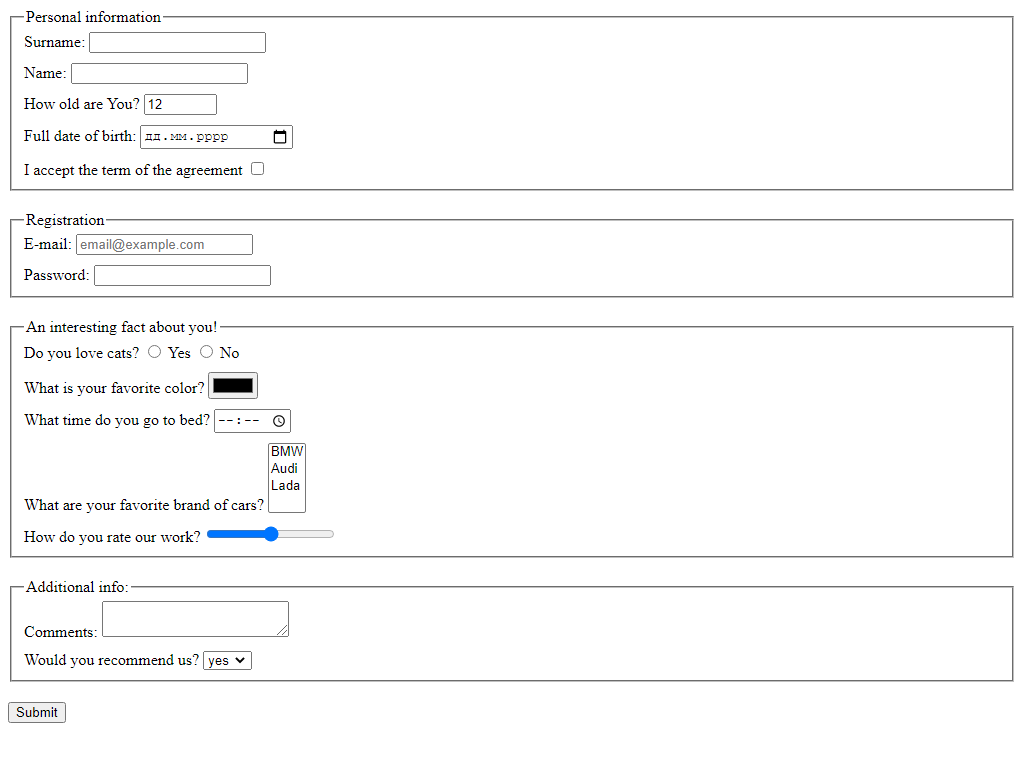 Personal information
Surname:
Name:
How old are You? 12
Full date of birth: дд.мм.рррр
I accept the term of the agreement
Registration
E-mail: email@example.com
Password:
An interesting fact about you!
Do you love cats? Yes No
What is your favorite color?
What time do you go to bed? --:--
BMW
Audi
Lada
What are your favorite brand of cars?
How do you rate our work?
Additional info:
Comments:
Would you recommend us? yes
Submit